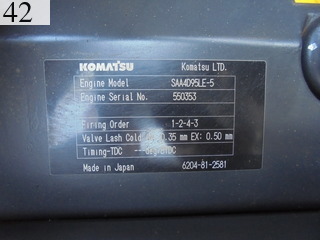 42
KOMATSU Komatsu LTD.
Engine Model SAA4D95LE-5
Engine Serial No. 550353
Firing Order 1-2-4-3
Valve Lash Cold 0.35 mm EX: 0.50 mm
Timing-TDC
Made in Japan 6204-81-2581